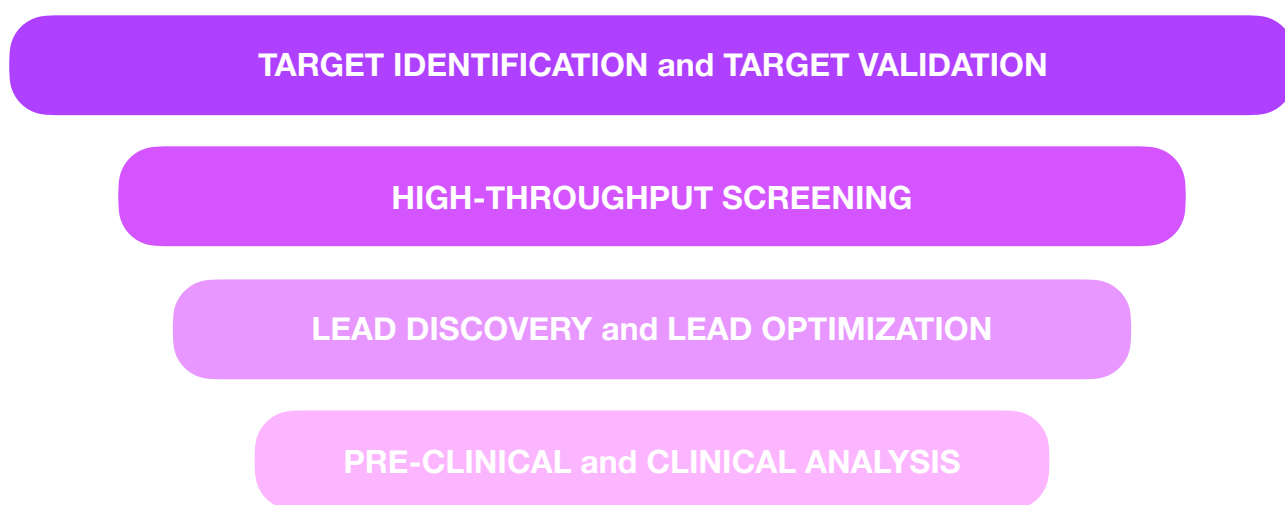 TARGET IDENTIFICATION and TARGET VALIDATION
HIGH-THROUGHPUT SCREENING
LEAD DISCOVERY and LEAD OPTIMIZATION
PRE-CLINICAL and CLINICAL ANALYSIS